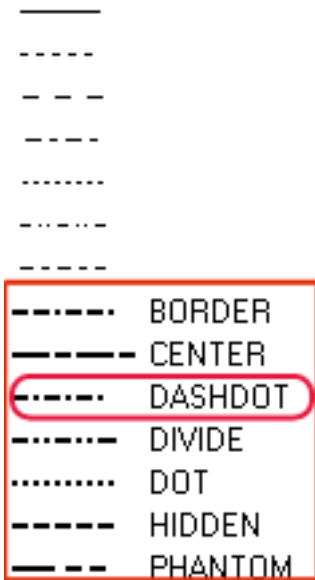 BORDER
CENTER
DASHDOT
DIVIDE
DOT
HIDDEN
PHANTOM